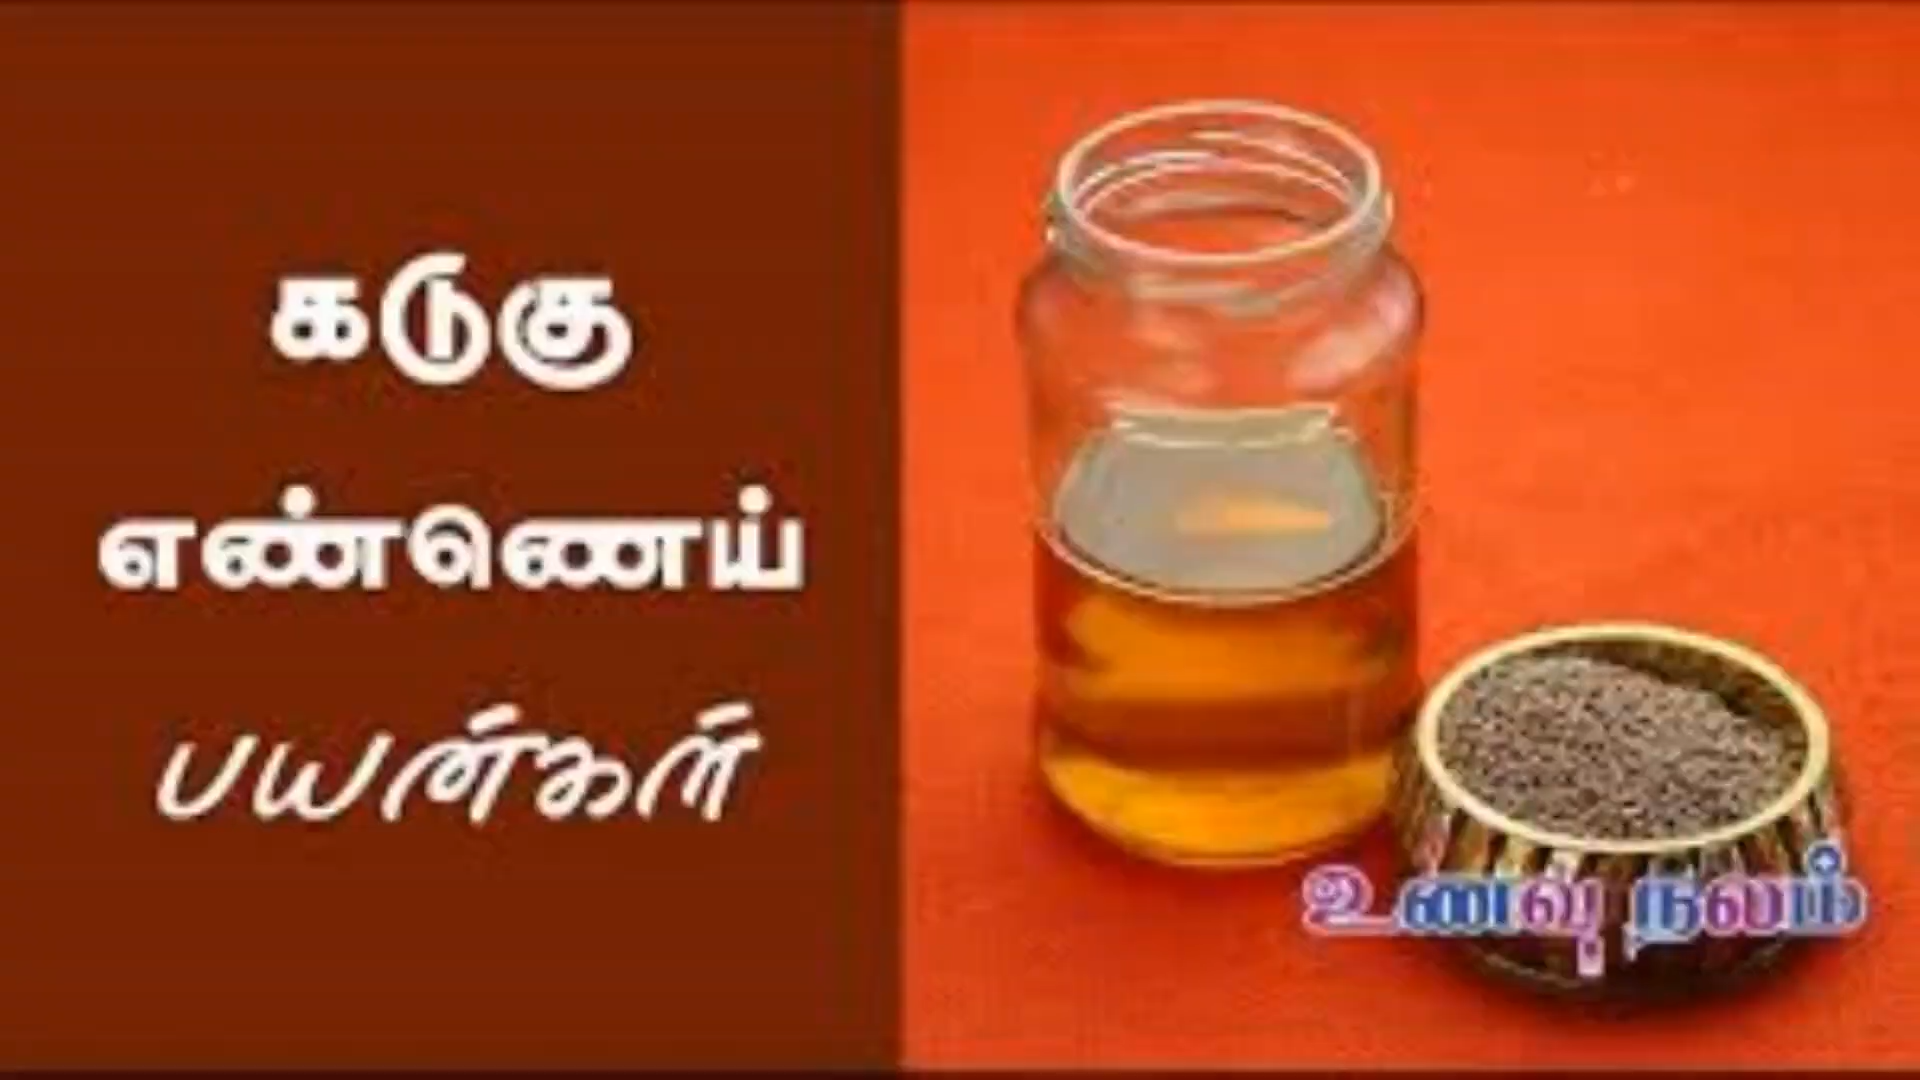 கடுகு
எண்ணெய்
பயன்கள்
உணவு நலம்